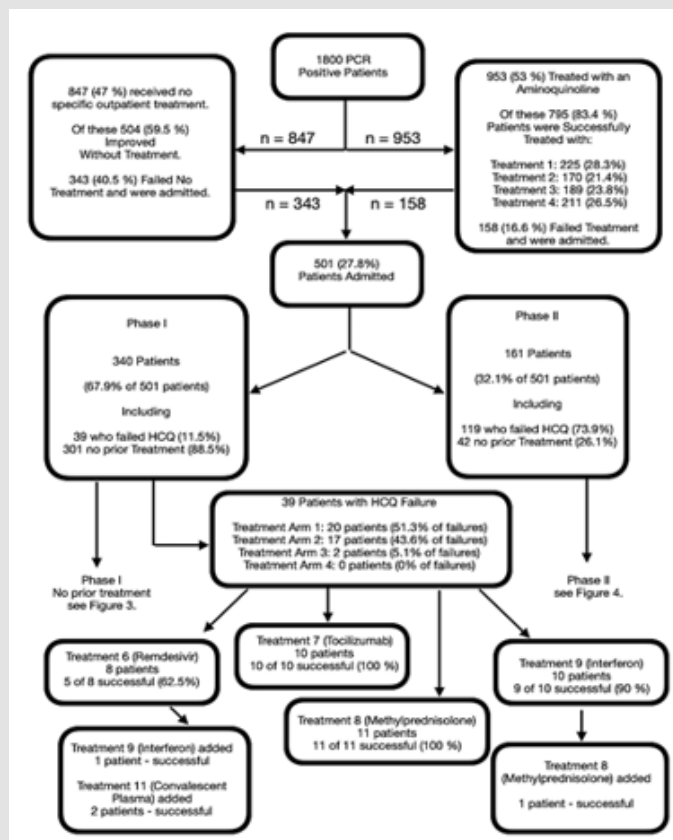 1800 PCR
Positive Patients
847 (47 %) received no
specific outpatient treatment.
Of these 504 (59.5 %)
Improved
Without Treatment.
343 (40.5 %) Failed No
Treatment and were admitted.
953 (53 %) Treated with an
Aminoquinoline
Of these 795 (83.4 %)
Patients were Successfully
Treated with:
Treatment 1: 225 (28.3%)
Treatment 2: 170 (21.4%)
Treatment 3: 189 (23.8%)
Treatment 4: 211 (26.5%)
158 (16.6 %) Failed Treatment
and were admitted.
n = 847
n = 953
n = 343
n = 158
501 (27.8%)
Patients Admitted
Phase I
340 Patients
(67.9% of 501 patients)
Including
39 who failed HCQ (11.5%)
301 no prior Treatment (88.5%)
Phase II
161 Patients
(32.1% of 501 patients)
Including
119 who failed HCQ (73.9%)
42 no prior Treatment (26.1%)
39 Patients with HCQ Failure
Treatment Arm 1: 20 patients (51.3% of failures)
Treatment Arm 2: 17 patients (43.6% of failures)
Treatment Arm 3: 2 patients (5.1% of failures)
Treatment Arm 4: 0 patients (0% of failures)
Phase I
No prior treatment
see Figure 3.
Phase II
see Figure 4.
Treatment 6 (Remdesivir)
8 patients
5 of 8 successful (62.5%)
Treatment 7 (Tocilizumab)
10 patients
10 of 10 successful (100 %)
Treatment 8 (Methylprednisolone)
11 patients
11 of 11 successful (100 %)
Treatment 9 (Interferon)
10 patients
9 of 10 successful (90 %)
Treatment 9 (Interferon) added
1 patient - successful
Treatment 11 (Convalescent
Plasma) added
2 patients - successful
Treatment 8
(Methylprednisolone) added
1 patient - successful